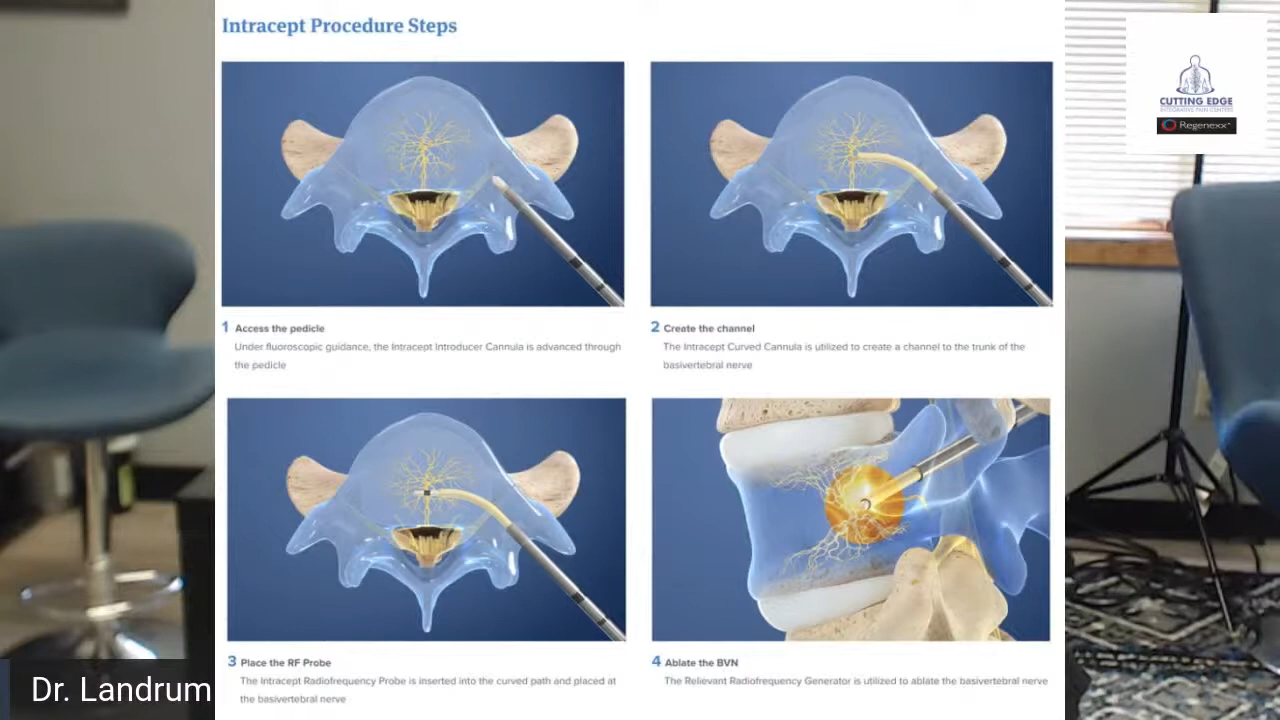 Intracept Procedure Steps
CUTTING EDGE
INTEGRATIVE PAIN CENTERS
Regenexx
1 Access the pedicle
Under fluoroscopic guidance, the Intracept Introducer Cannula is advanced through
the pedicle
2 Create the channel
The Intracept Curved Cannula is utilized to create a channel to the trunk of the
basivertebral nerve
3 Place the RF Probe
The Intracept Radiofrequency Probe is inserted into the curved path and placed at
the basivertebral nerve
4 Ablate the BVN
The Relievant Radiofrequency Generator is utilized to ablate the basivertebral nerve
Dr. Landrum